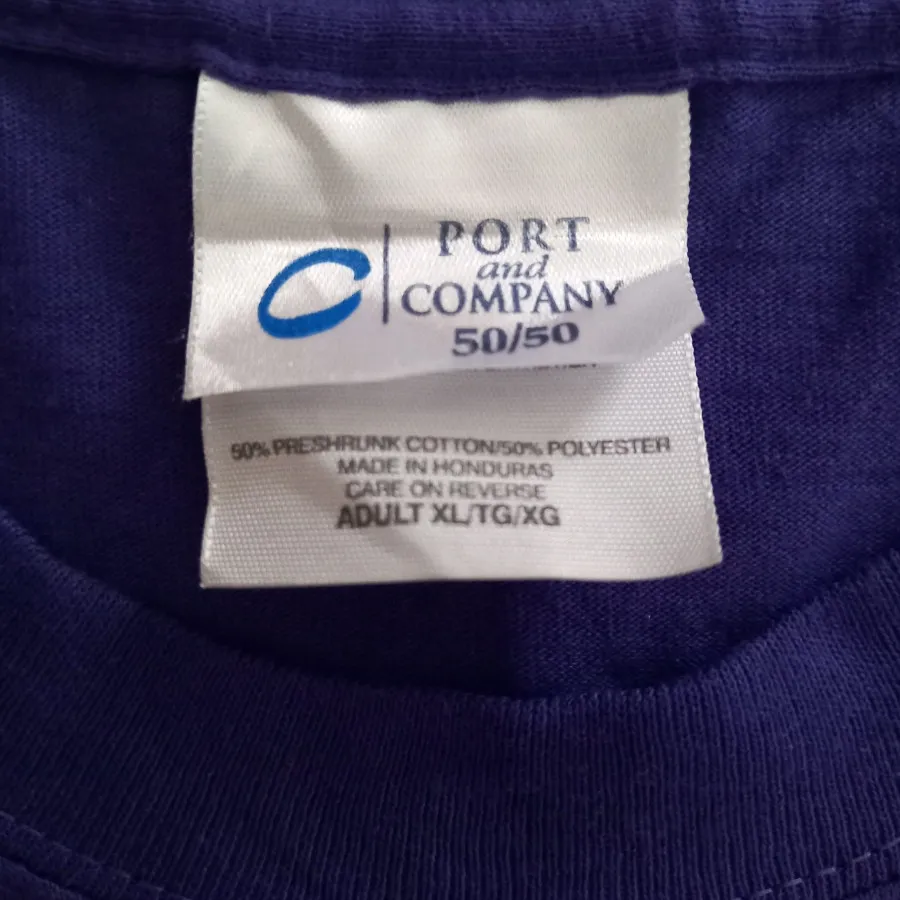 PORT
and
COMPANY
50/50
50% PRESHRUNK COTTON/50% POLYESTER
MADE IN HONDURAS
CARE ON REVERSE
ADULT XL/TG/XG